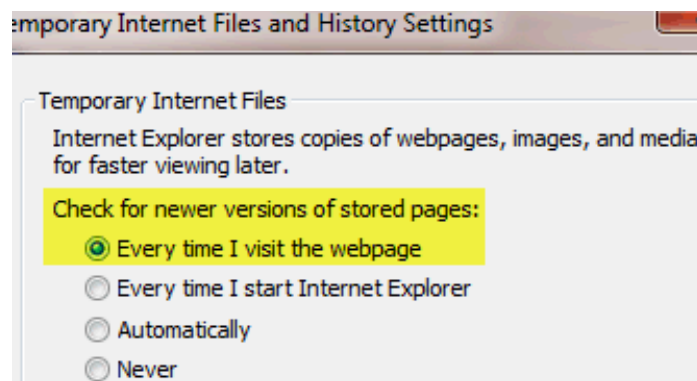 emporary Internet Files and History Settings
Temporary Internet Files
Internet Explorer stores copies of webpages, images, and media
for faster viewing later.
Check for newer versions of stored pages:
Every time I visit the webpage
Every time I start Internet Explorer
Automatically
Never